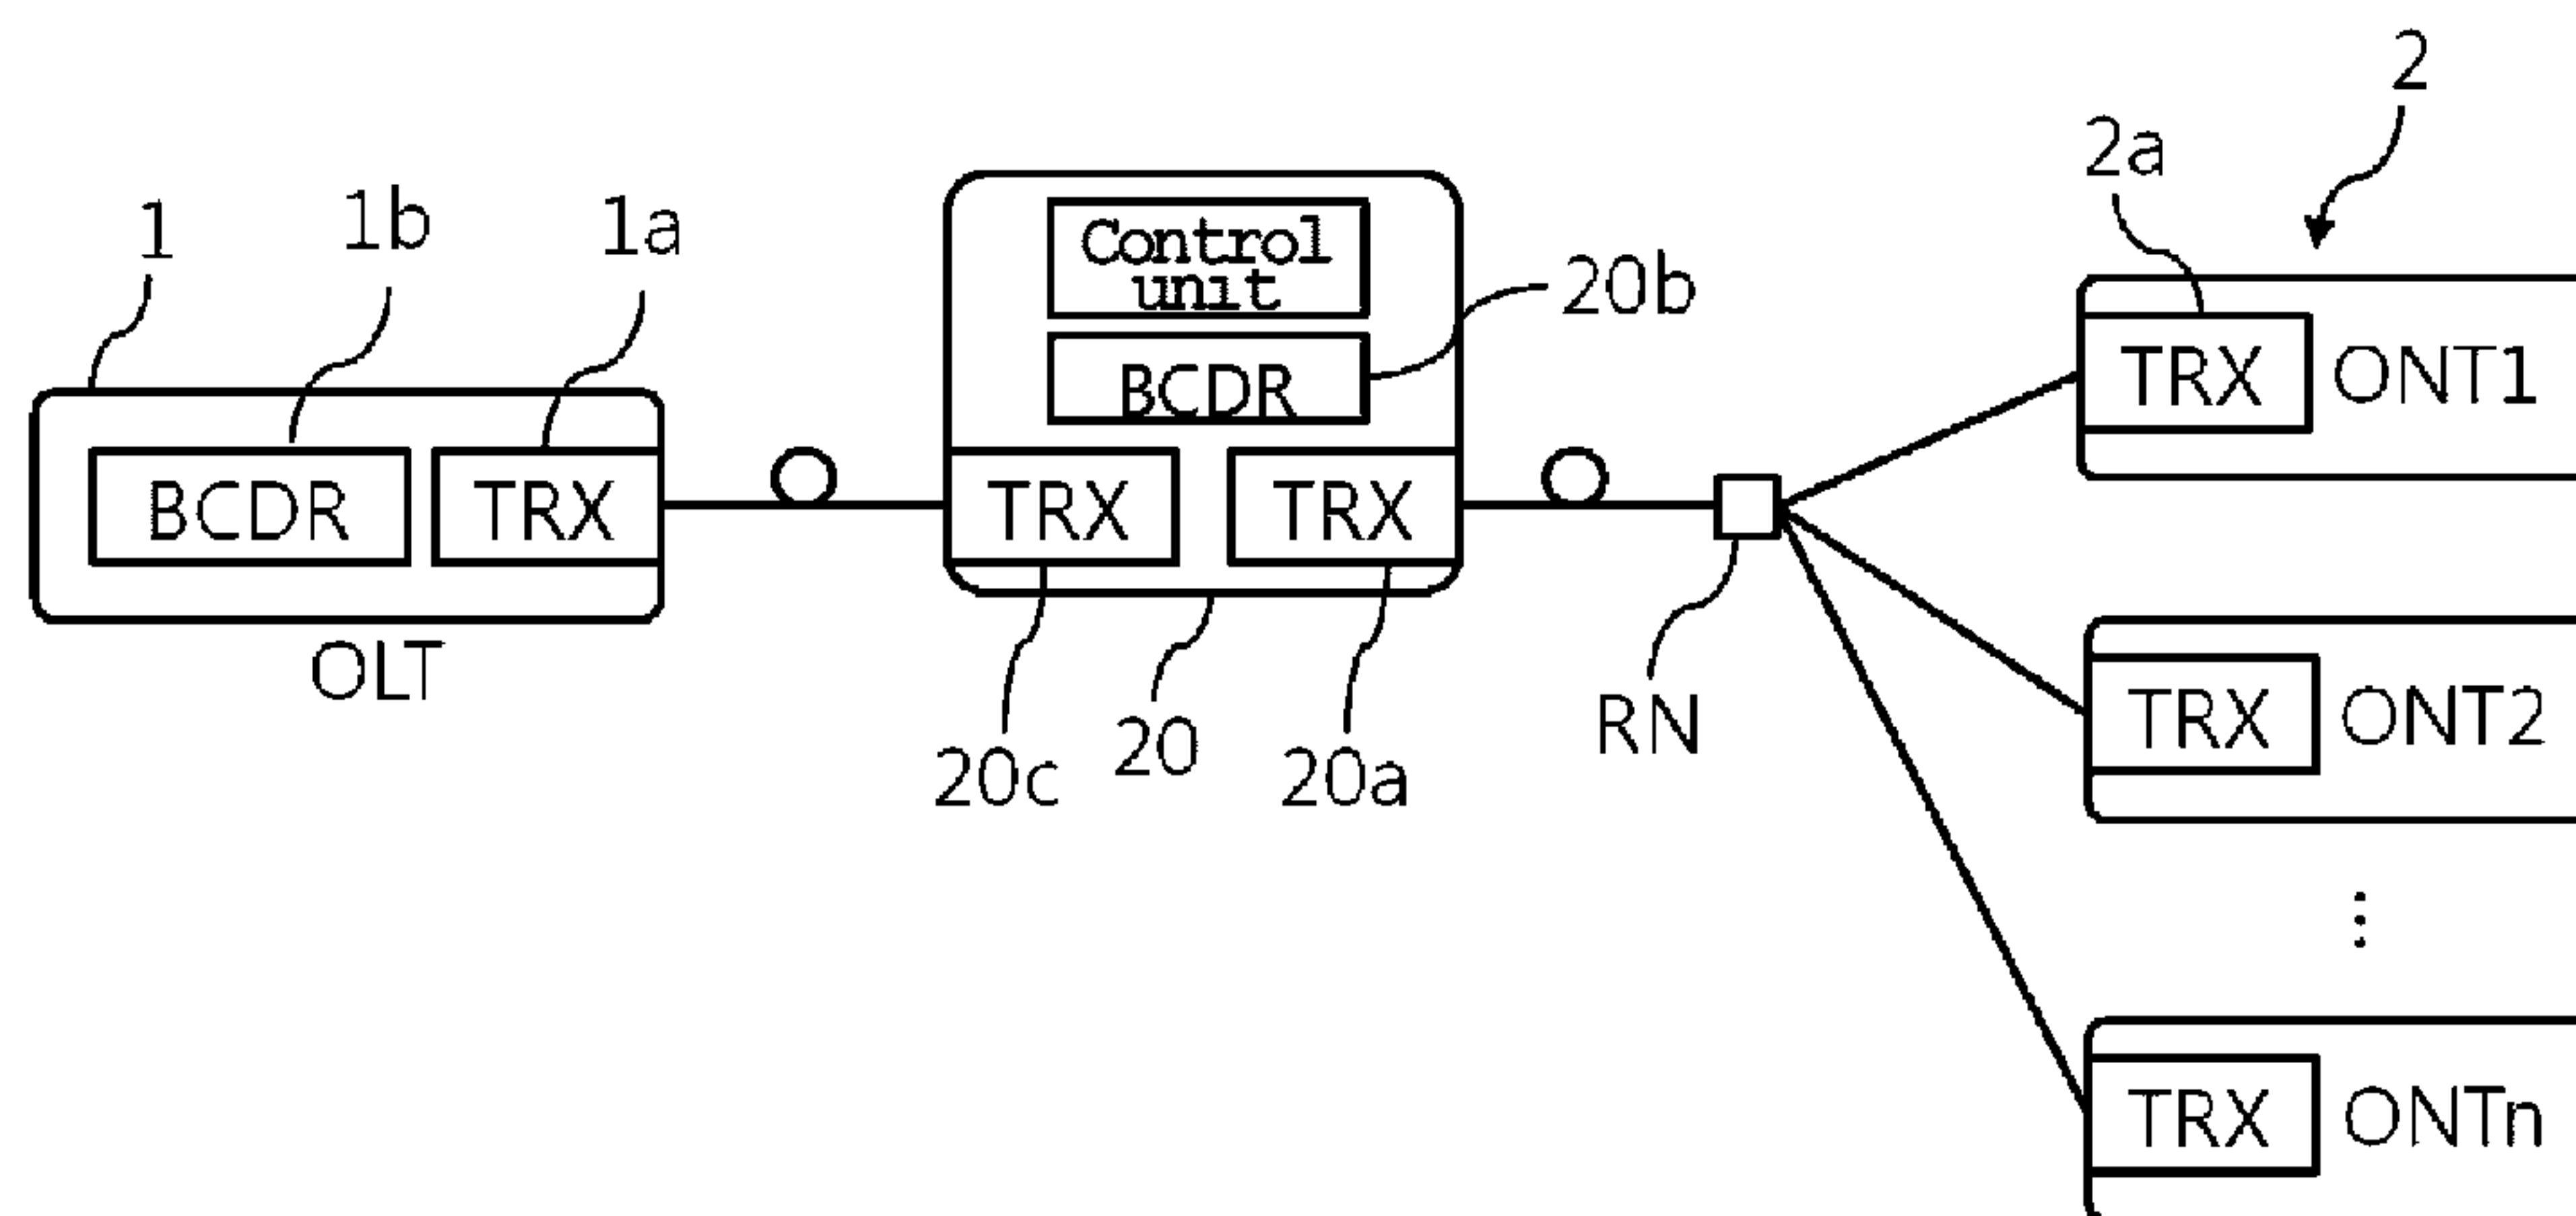 2
2a
1
1b
1a
Control
unit
20b
BCDR
TRX
ONT1
BCDR
TRX
TRX
TRX
OLT
RN
TRX
ONT2
20c
20
20a
⋮
TRX
ONTn